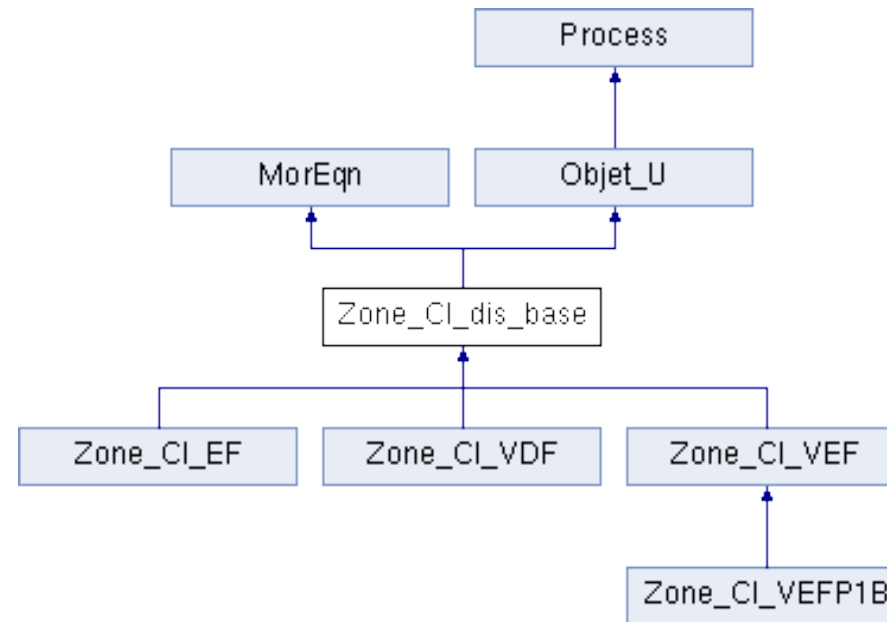 Process
MorEqn
Objet_U
Zone_Cl_dis_base
Zone_Cl_EF
Zone_Cl_VDF
Zone_Cl_VEF
Zone_Cl_VEFP1B